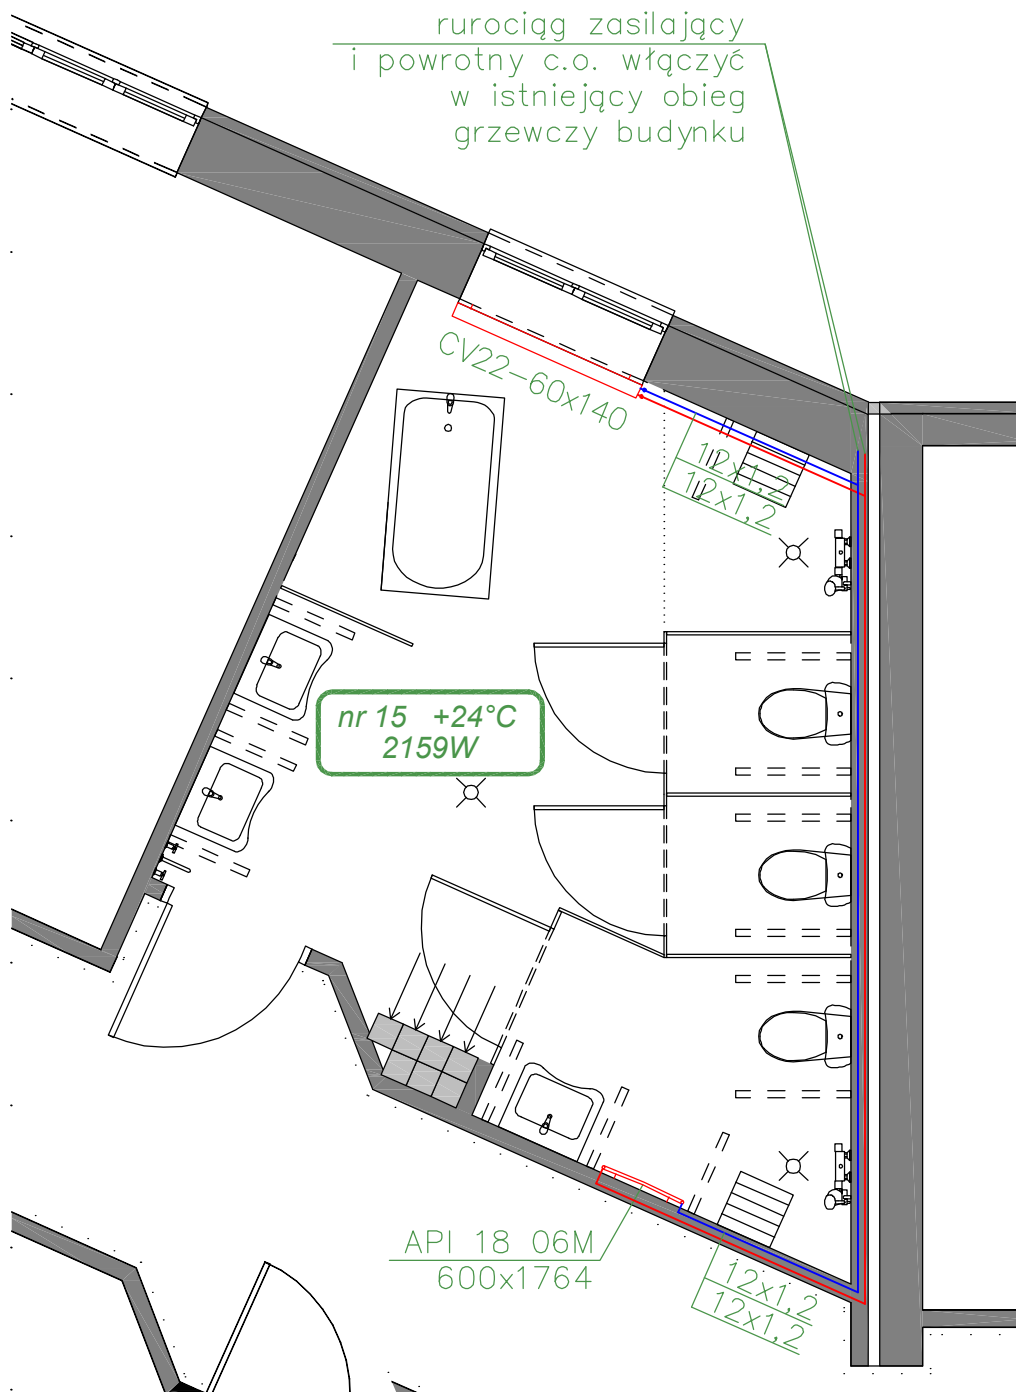 rurociąg zasilający
i powrotny c.o. włączyć
w istniejący obieg
grzewczy budynku
CV22-60x140
12x1,2
12x1,2
nr 15 +24°C
2159W
API 18 06M
600x1764
12x1,2
12x1,2